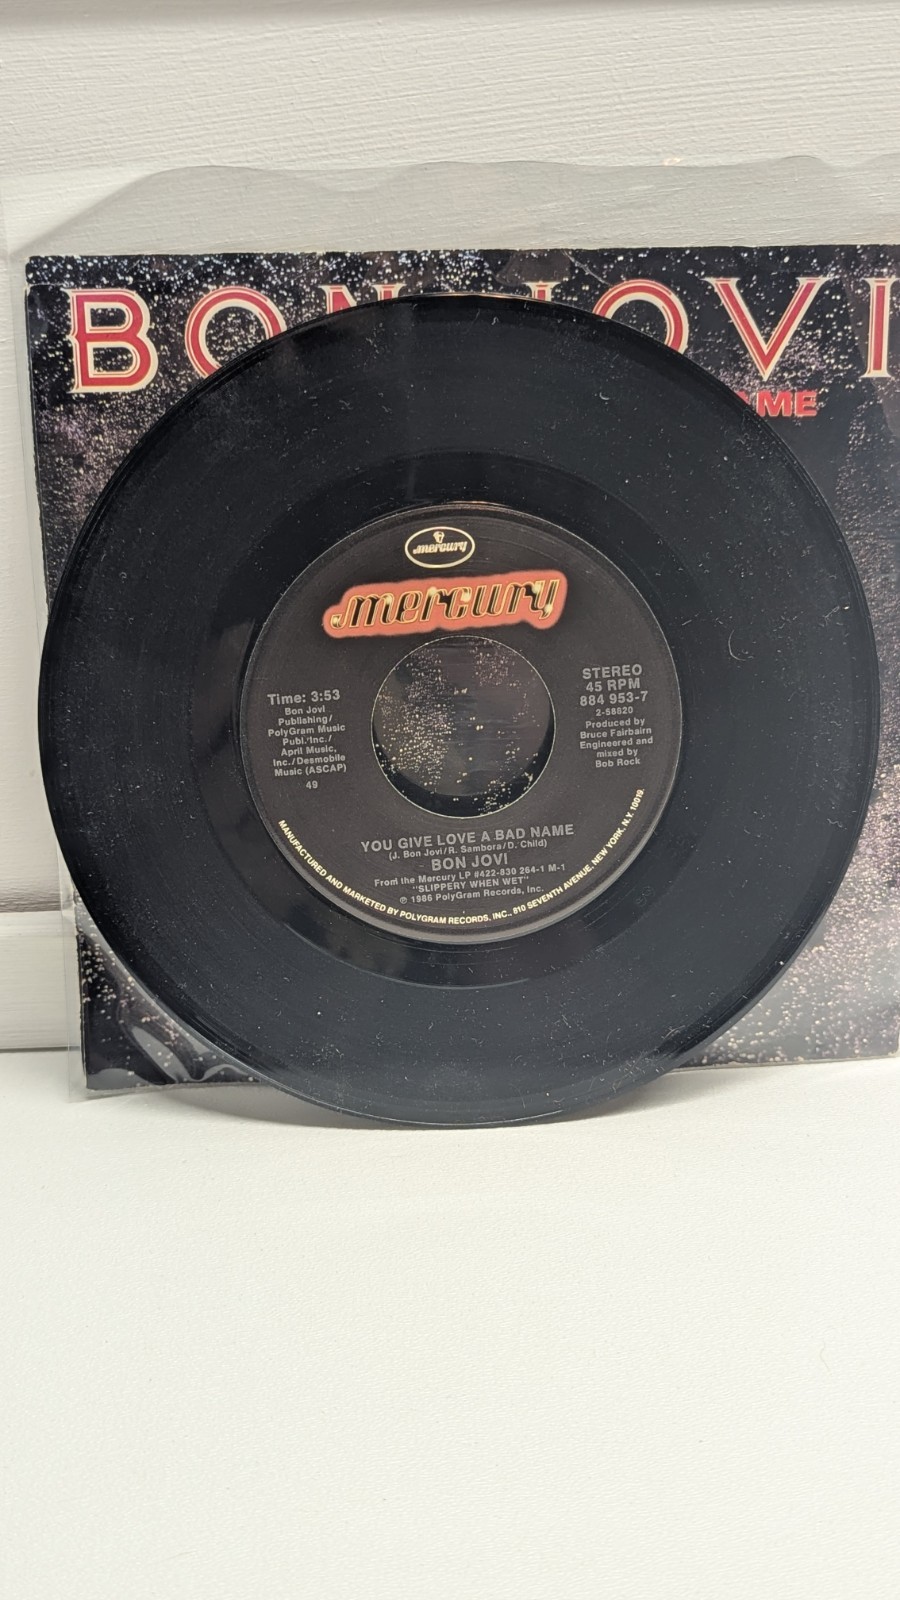 BON JOVI
AME
mercury
mercury
Time: 3:53
Bon Jovi
Publishing/
PolyGram Music
Publ. Inc./
April Music,
Inc./Desmobile
Music (ASCAP)
49
STEREO
45 RPM
884 953-7
2-58820
Produced by
Bruce Fairbairn
Engineered and
mixed by
Bob Rock
YOU GIVE LOVE A BAD NAME
(J. Bon Jovi/R. Sambora/D. Child)
BON JOVI
From the Mercury LP #422-830 264-1 M-1
"SLIPPERY WHEN WET"
℗ 1986 PolyGram Records, Inc.
MANUFACTURED AND MARKETED BY POLYGRAM RECORDS, INC., 810 SEVENTH AVENUE, NEW YORK, N.Y. 10019.